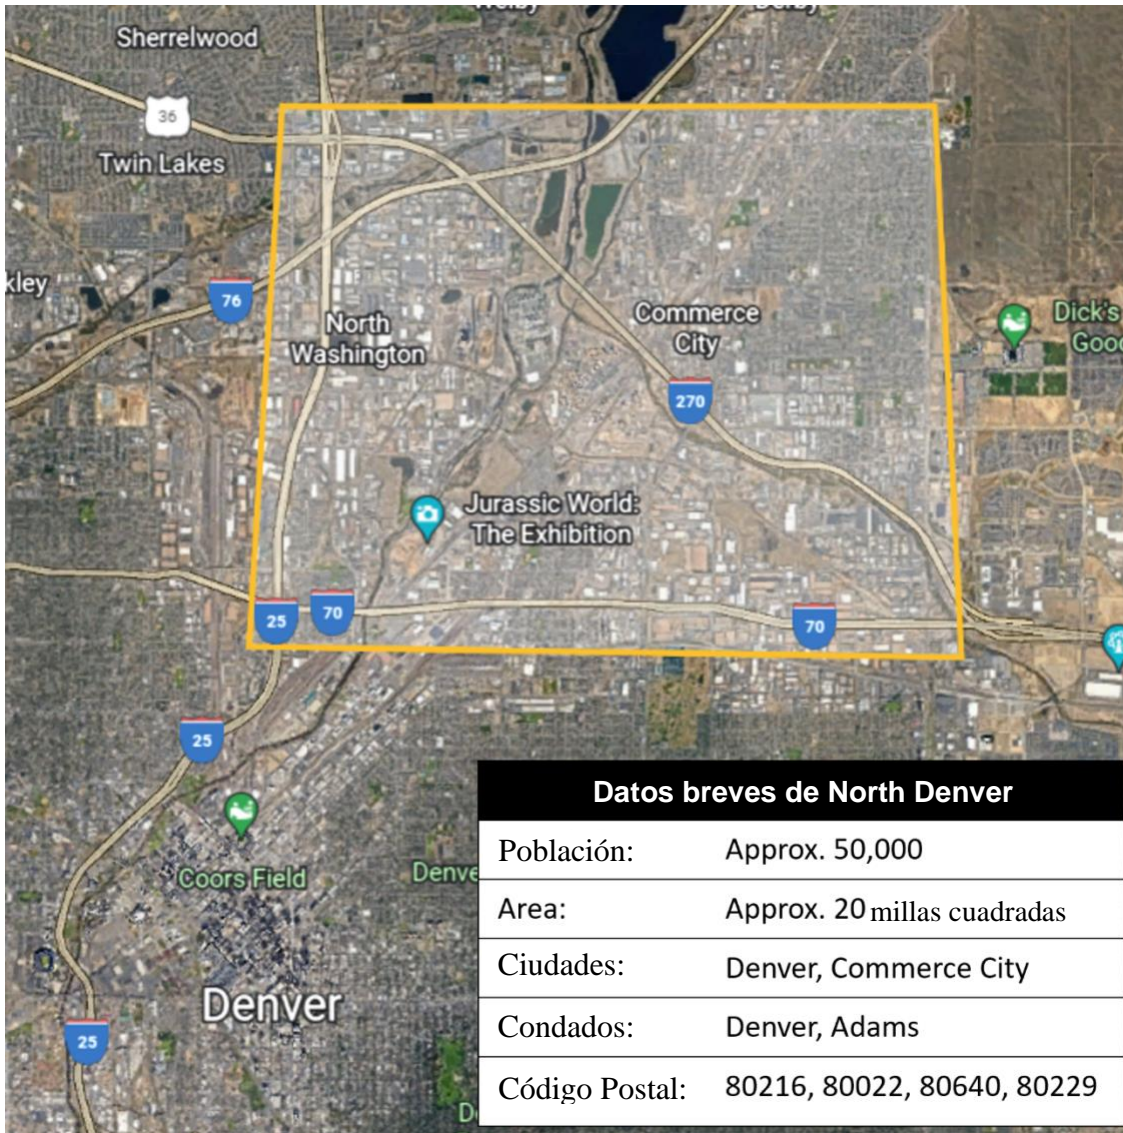 Welby
Derby
Sherrelwood
36
Twin Lakes
kley
76
North
Washington
Commerce
City
Dick's
Good
270
Jurassic World:
The Exhibition
25
70
70
25
Coors Field
Denve
Denver
25
D
Datos breves de North Denver
Población: Approx. 50,000
Area: Approx. 20 millas cuadradas
Ciudades: Denver, Commerce City
Condados: Denver, Adams
Código Postal: 80216, 80022, 80640, 80229